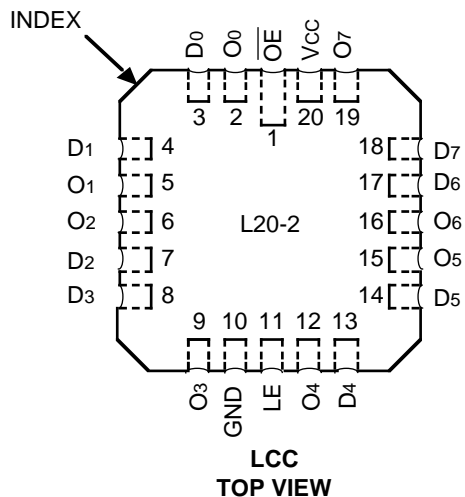 INDEX
D0 O0 OE VCC O7
3 2 1 20 19
D1 4 18 D7
O1 5 17 D6
O2 6 L20-2 16 O6
D2 7 15 O5
D3 8 14 D5
9 10 11 12 13
O3 GND LE O4 D4
LCC
TOP VIEW